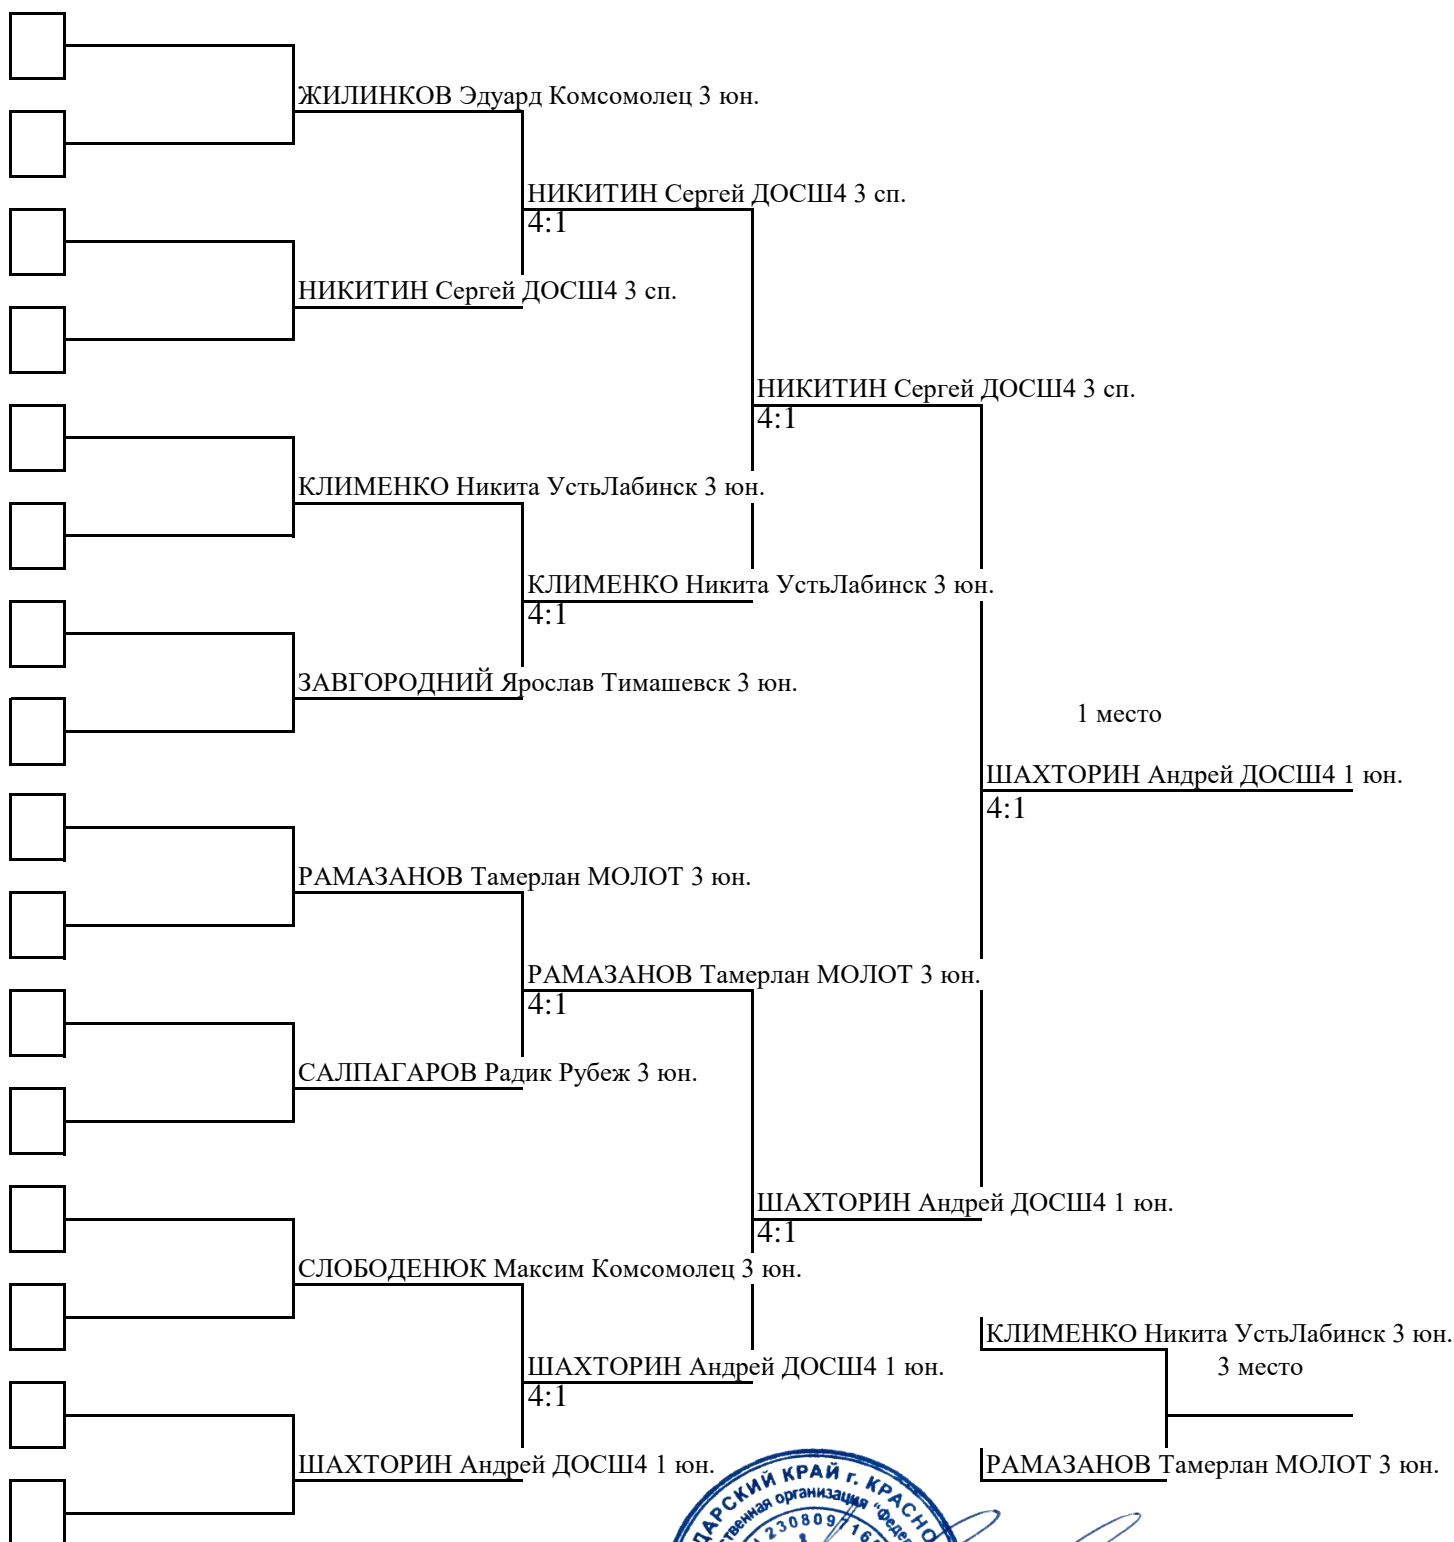 ЖИЛИНКОВ Эдуард Комсомолец 3 юн.
НИКИТИН Сергей ДОСШ4 3 сп.
4:1
НИКИТИН Сергей ДОСШ4 3 сп.
НИКИТИН Сергей ДОСШ4 3 сп.
4:1
КЛИМЕНКО Никита УстьЛабинск 3 юн.
КЛИМЕНКО Никита УстьЛабинск 3 юн.
4:1
ЗАВГОРОДНИЙ Ярослав Тимашевск 3 юн.
1 место
ШАХТОРИН Андрей ДОСШ4 1 юн.
4:1
РАМАЗАНОВ Тамерлан МОЛОТ 3 юн.
РАМАЗАНОВ Тамерлан МОЛОТ 3 юн.
4:1
САЛПАГАРОВ Радик Рубеж 3 юн.
ШАХТОРИН Андрей ДОСШ4 1 юн.
4:1
СЛОБОДЕНЮК Максим Комсомолец 3 юн.
КЛИМЕНКО Никита УстьЛабинск 3 юн.
ШАХТОРИН Андрей ДОСШ4 1 юн.
3 место
4:1
ШАХТОРИН Андрей ДОСШ4 1 юн.
РАМАЗАНОВ Тамерлан МОЛОТ 3 юн.
КРАЙ г.
организация